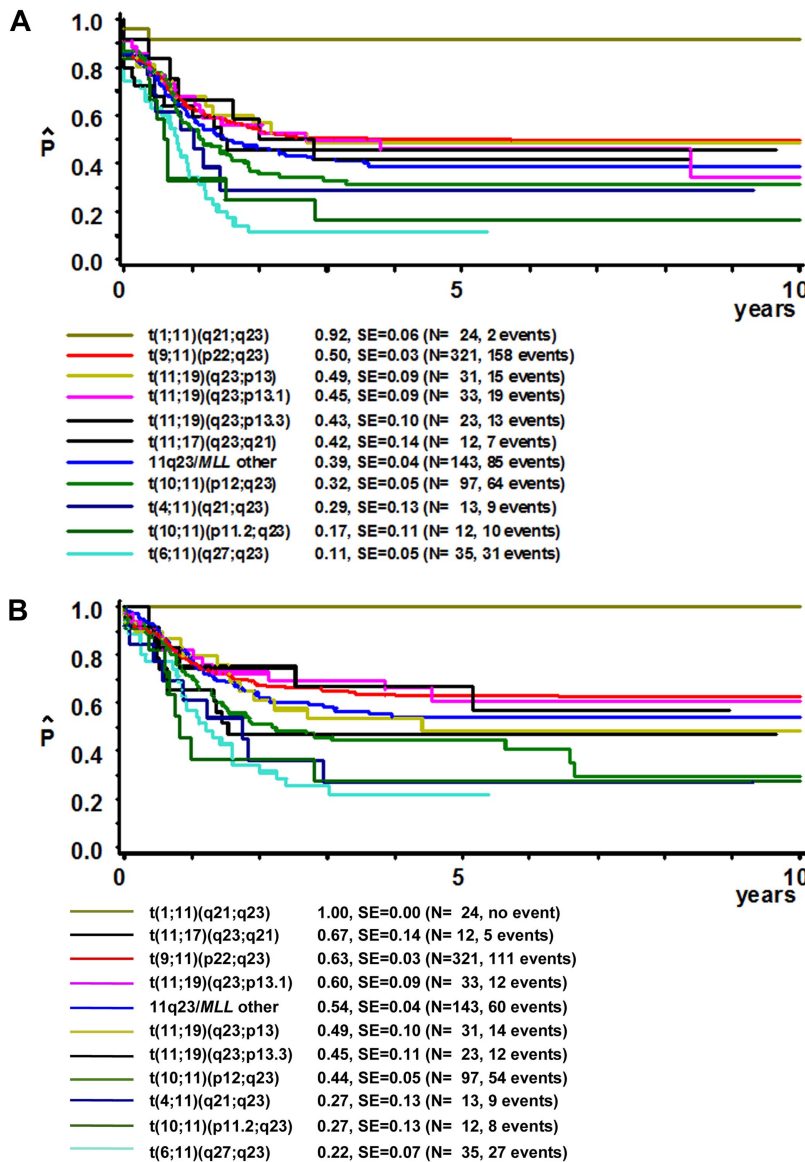 A
1.0
0.8
0.6
P̂
0.4
0.2
0.0
0 5 10
years
t(1;11)(q21;q23) 0.92, SE=0.06 (N= 24, 2 events)
t(9;11)(p22;q23) 0.50, SE=0.03 (N=321, 158 events)
t(11;19)(q23;p13) 0.49, SE=0.09 (N= 31, 15 events)
t(11;19)(q23;p13.1) 0.45, SE=0.09 (N= 33, 19 events)
t(11;19)(q23;p13.3) 0.43, SE=0.10 (N= 23, 13 events)
t(11;17)(q23;q21) 0.42, SE=0.14 (N= 12, 7 events)
11q23/MLL other 0.39, SE=0.04 (N=143, 85 events)
t(10;11)(p12;q23) 0.32, SE=0.05 (N= 97, 64 events)
t(4;11)(q21;q23) 0.29, SE=0.13 (N= 13, 9 events)
t(10;11)(p11.2;q23) 0.17, SE=0.11 (N= 12, 10 events)
t(6;11)(q27;q23) 0.11, SE=0.05 (N= 35, 31 events)
B
1.0
0.8
0.6
P̂
0.4
0.2
0.0
0 5 10
years
t(1;11)(q21;q23) 1.00, SE=0.00 (N= 24, no event)
t(11;17)(q23;q21) 0.67, SE=0.14 (N= 12, 5 events)
t(9;11)(p22;q23) 0.63, SE=0.03 (N=321, 111 events)
t(11;19)(q23;p13.1) 0.60, SE=0.09 (N= 33, 12 events)
11q23/MLL other 0.54, SE=0.04 (N=143, 60 events)
t(11;19)(q23;p13) 0.49, SE=0.10 (N= 31, 14 events)
t(11;19)(q23;p13.3) 0.45, SE=0.11 (N= 23, 12 events)
t(10;11)(p12;q23) 0.44, SE=0.05 (N= 97, 54 events)
t(4;11)(q21;q23) 0.27, SE=0.13 (N= 13, 9 events)
t(10;11)(p11.2;q23) 0.27, SE=0.13 (N= 12, 8 events)
t(6;11)(q27;q23) 0.22, SE=0.07 (N= 35, 27 events)